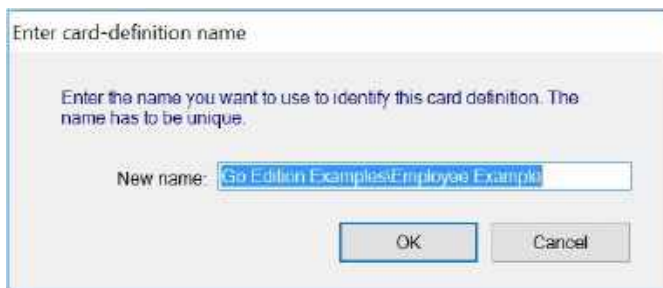 Enter card-definition name
Enter the name you want to use to identify this card definition. The
name has to be unique.
New name: Go Edition Examples\Employee Example
OK Cancel